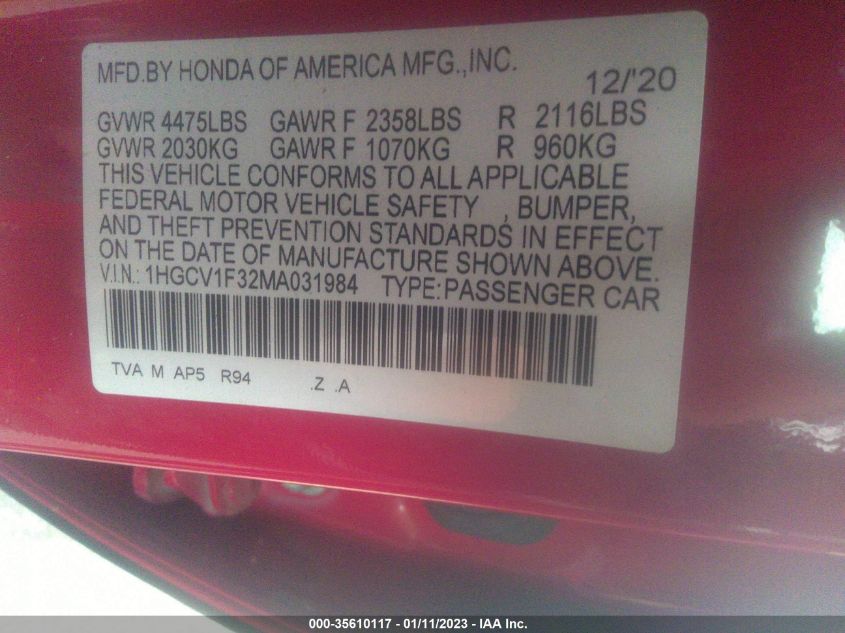 MFD.BY HONDA OF AMERICA MFG.,INC.
12/'20
GVWR 4475LBS GAWR F 2358LBS R 2116LBS
GVWR 2030KG GAWR F 1070KG R 960KG
THIS VEHICLE CONFORMS TO ALL APPLICABLE
FEDERAL MOTOR VEHICLE SAFETY , BUMPER,
AND THEFT PREVENTION STANDARDS IN EFFECT
ON THE DATE OF MANUFACTURE SHOWN ABOVE.
V.I.N.: 1HGCV1F32MA031984 TYPE:PASSENGER CAR
TVA M AP5 R94 .Z .A
000-35610117 - 01/11/2023 - IAA Inc.